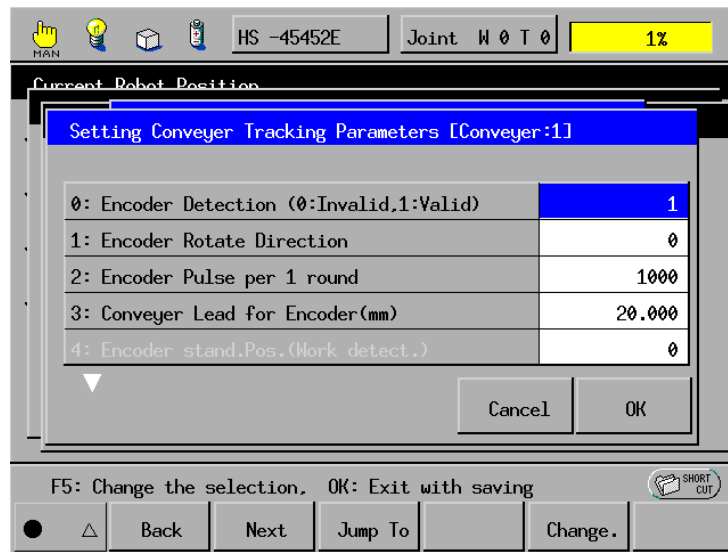 MAN
HS -45452E
Joint W 0 T 0
1%
Current Robot Position
Setting Conveyer Tracking Parameters [Conveyer:1]
0: Encoder Detection (0:Invalid,1:Valid) 1
1: Encoder Rotate Direction 0
2: Encoder Pulse per 1 round 1000
3: Conveyer Lead for Encoder(mm) 20.000
4: Encoder stand.Pos.(Work detect.) 0
Cancel
OK
F5: Change the selection, OK: Exit with saving
SHORT
CUT
Back
Next
Jump To
Change.